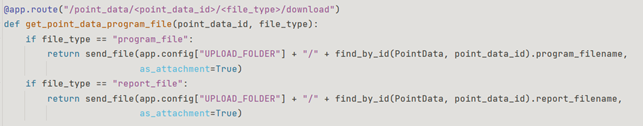 @app.route("/point_data/<point_data_id>/<file_type>/download")
def get_point_data_program_file(point_data_id, file_type):
    if file_type == "program_file":
        return send_file(app.config["UPLOAD_FOLDER"] + "/" + find_by_id(PointData, point_data_id).program_filename,
                         as_attachment=True)
    if file_type == "report_file":
        return send_file(app.config["UPLOAD_FOLDER"] + "/" + find_by_id(PointData, point_data_id).report_filename,
                         as_attachment=True)